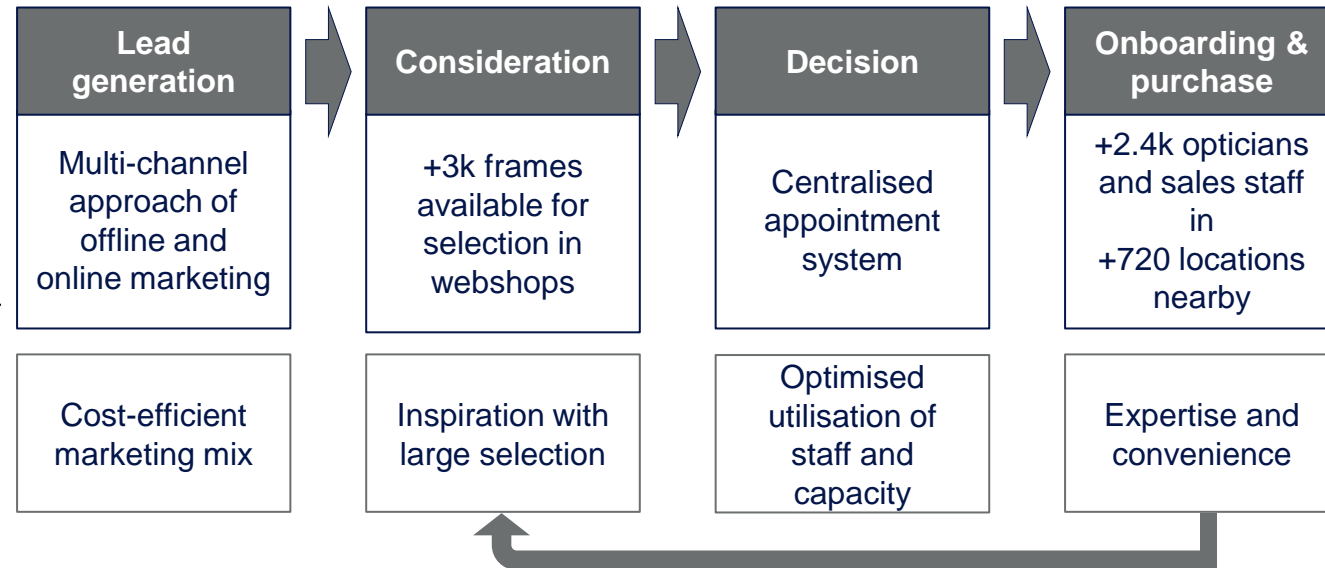 Lead
generation
Multi-channel
approach of
offline and
online marketing
Cost-efficient
marketing mix
Consideration
+3k frames
available for
selection in
webshops
Inspiration with
large selection
Decision
Centralised
appointment
system
Optimised
utilisation of
staff and
capacity
Onboarding &
purchase
+2.4k opticians
and sales staff
in
+720 locations
nearby
Expertise and
convenience